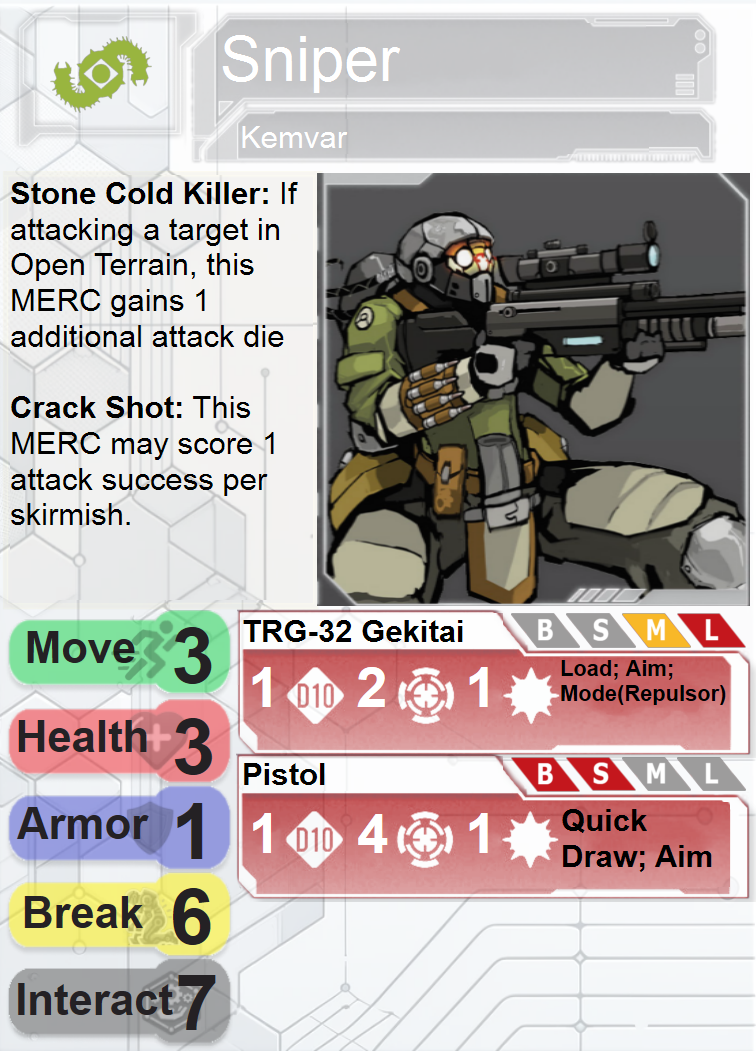 Sniper
Kemvar
Stone Cold Killer: If
attacking a target in
Open Terrain, this
MERC gains 1
additional attack die
Crack Shot: This
MERC may score 1
attack success per
skirmish.
Move 3
Health 3
Armor 1
Break 6
Interact 7
TRG-32 Gekitai B S M L
1 D10 2 1 Load; Aim;
Mode(Repulsor)
Pistol B S M L
1 D10 4 1 Quick
Draw; Aim